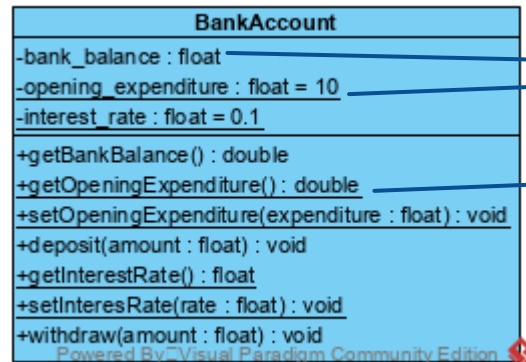 BankAccount
-bank_balance : float
-opening_expenditure : float = 10
-interest_rate : float = 0.1
+getBankBalance() : double
+getOpeningExpenditure() : double
+setOpeningExpenditure(expenditure : float) : void
+deposit(amount : float) : void
+getInterestRate() : float
+setInteresRate(rate : float) : void
+withdraw(amount : float) : void
Powered By Visual Paradigm Community Edition